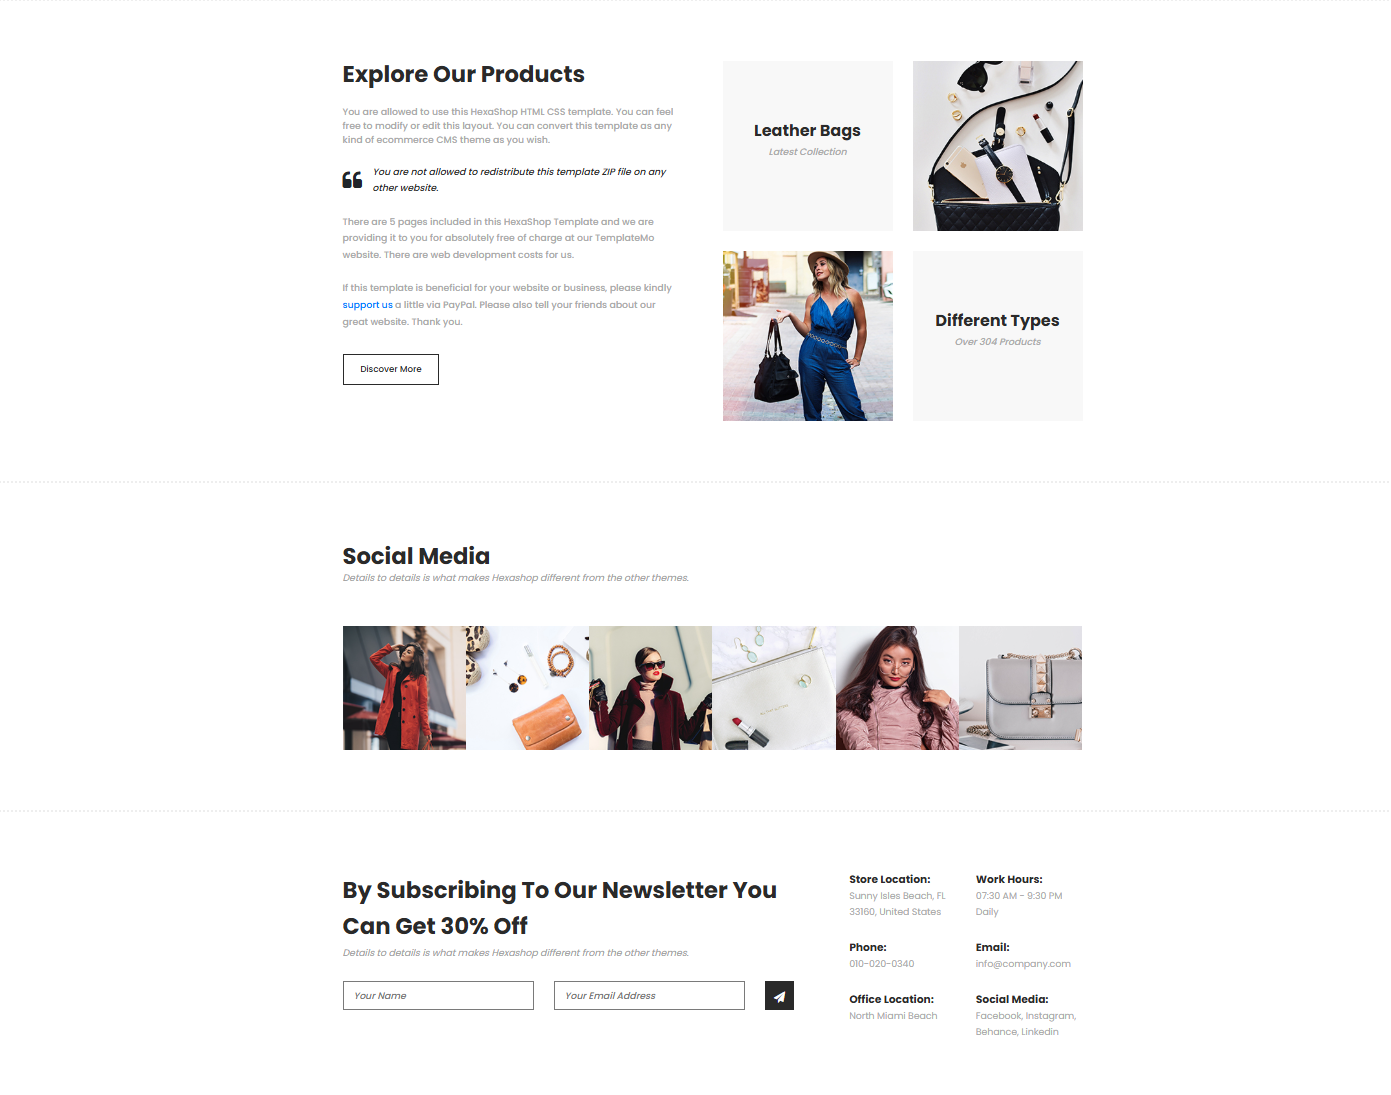 Explore Our Products
You are allowed to use this HexaShop HTML CSS template. You can feel
free to modify or edit this layout. You can convert this template as any
kind of ecommerce CMS theme as you wish.
You are not allowed to redistribute this template ZIP file on any
other website.
There are 5 pages included in this HexaShop Template and we are
providing it to you for absolutely free of charge at our TemplateMo
website. There are web development costs for us.
If this template is beneficial for your website or business, please kindly
support us a little via PayPal. Please also tell your friends about our
great website. Thank you.
Discover More
Leather Bags
Latest Collection
Different Types
Over 304 Products
Social Media
Details to details is what makes Hexashop different from the other themes.
By Subscribing To Our Newsletter You
Can Get 30% Off
Details to details is what makes Hexashop different from the other themes.
Your Name
Your Email Address
Store Location:
Sunny Isles Beach, FL
33160, United States
Phone:
010-020-0340
Office Location:
North Miami Beach
Work Hours:
07:30 AM - 9:30 PM
Daily
Email:
info@company.com
Social Media:
Facebook, Instagram,
Behance, Linkedin